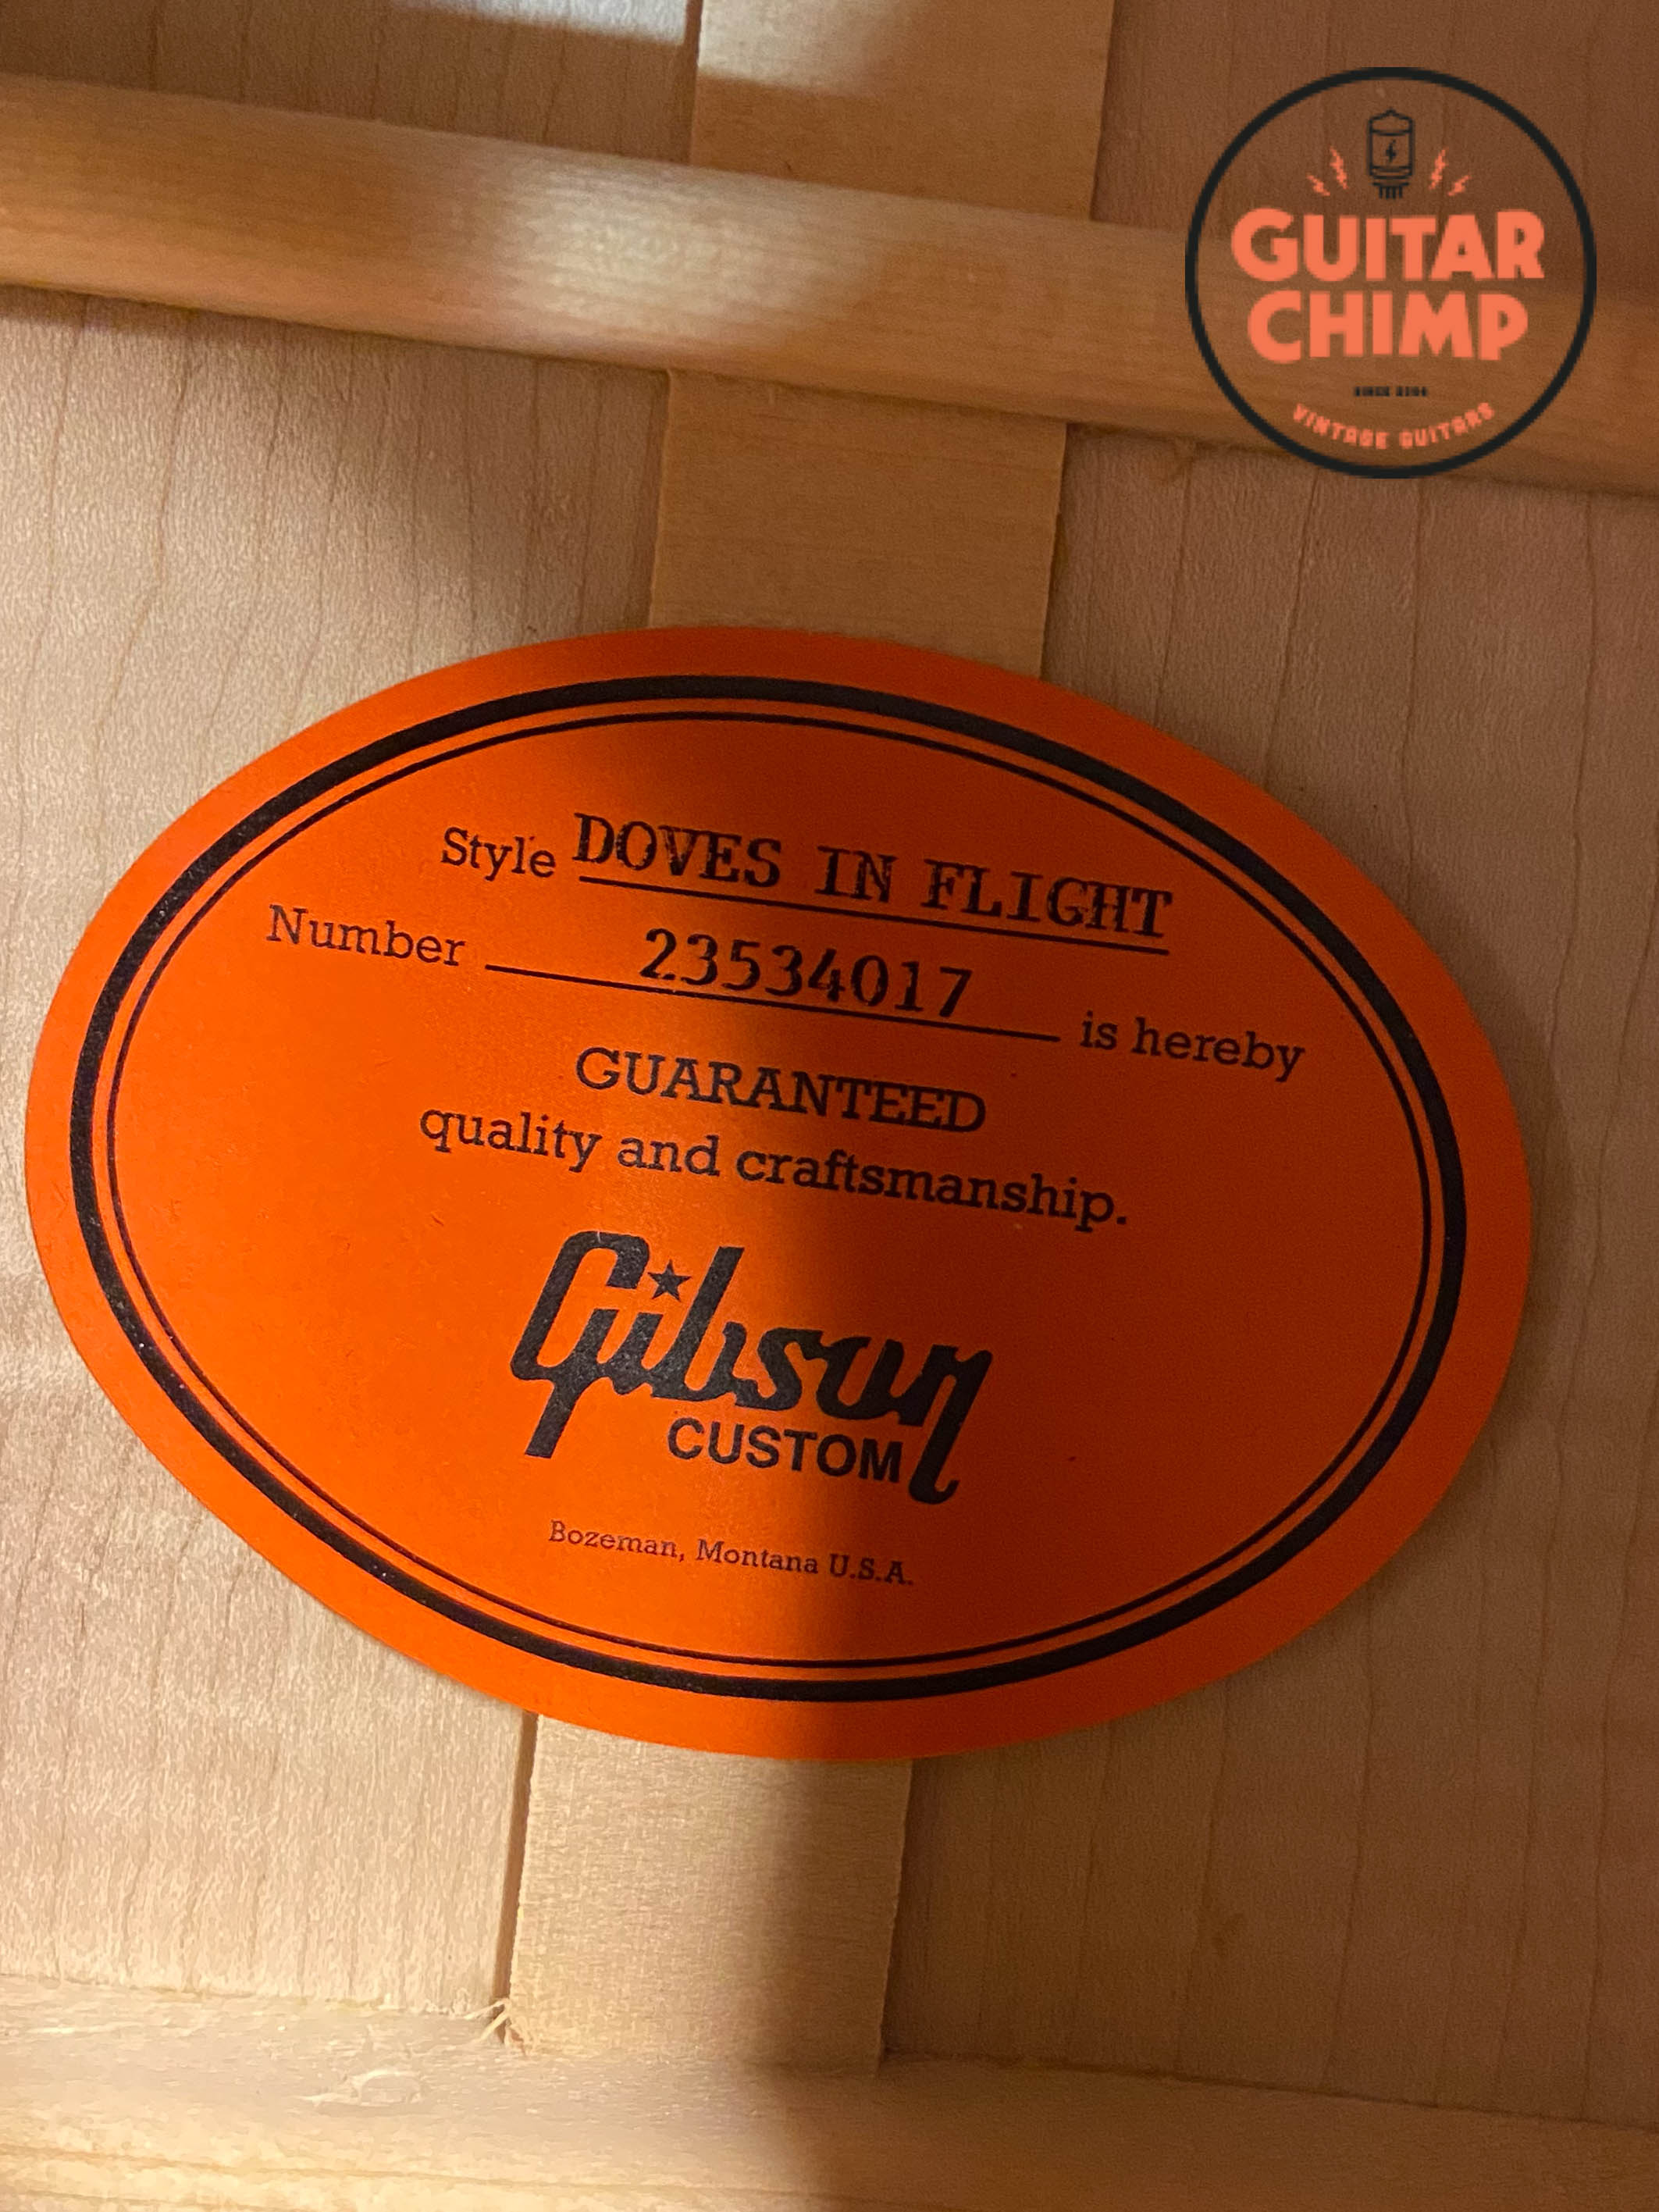 GUITAR
CHIMP
VINTAGE GUITARS
Style DOVES IN FLIGHT
Number 23534017 is hereby
GUARANTEED
quality and craftsmanship.
Gibson
CUSTOM
Bozeman, Montana U.S.A.